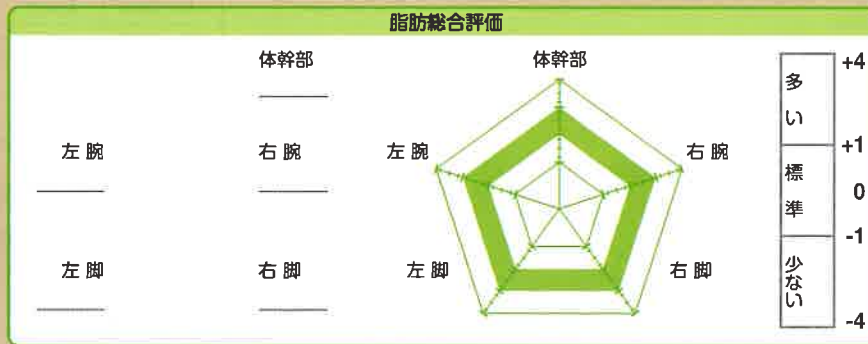 脂肪総合評価
体幹部
左腕
右腕
左脚
右脚
体幹部
左腕
右腕
左脚
右脚
多い
標準
少ない
+4
+1
0
-1
-4